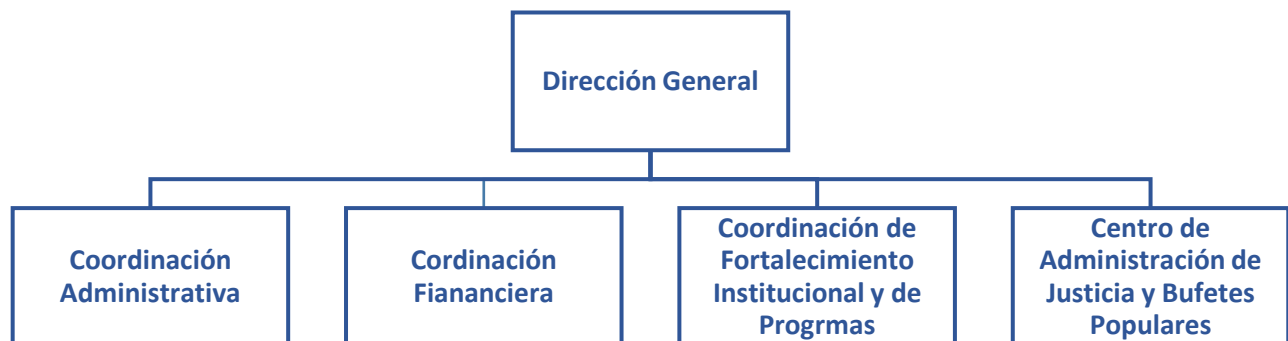 Dirección General
Coordinación
Administrativa
Cordinación
Fiananciera
Coordinación de
Fortalecimiento
Institucional y de
Progrmas
Centro de
Administración de
Justicia y Bufetes
Populares